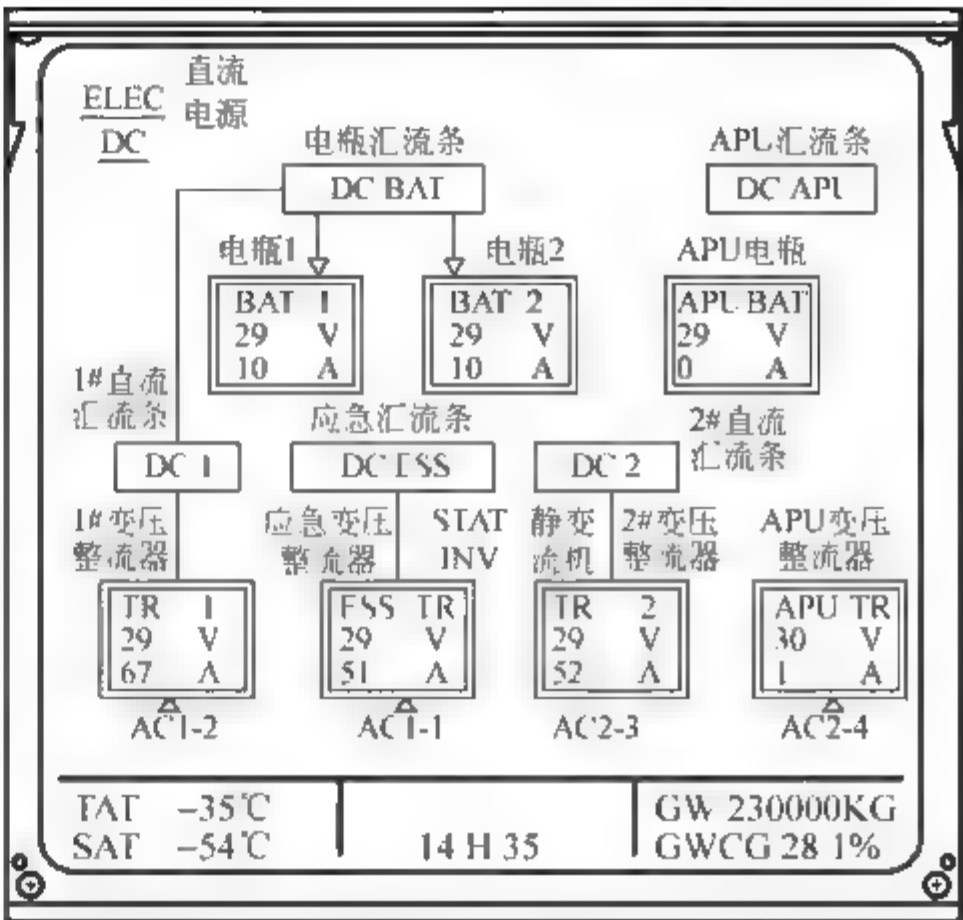 ELEC
DC
直流
电源
电瓶汇流条
DC BAT
APU汇流条
DC APU
电瓶1
BAT 1
29 V
10 A
电瓶2
BAT 2
29 V
10 A
APU电瓶
APU BAT
29 V
0 A
1#直流
汇流条
DC 1
应急汇流条
DC ESS
DC 2
2#直流
汇流条
1#变压
整流器
应急变压
整流器
STAT
INV
静变
流机
2#变压
整流器
APU变压
整流器
TR 1
29 V
67 A
ESS TR
29 V
51 A
TR 2
29 V
52 A
APU TR
30 V
1 A
AC1-2
AC1-1
AC2-3
AC2-4
TAT -35℃
SAT -54℃
14 H 35
GW 230000KG
GWCG 28 1%